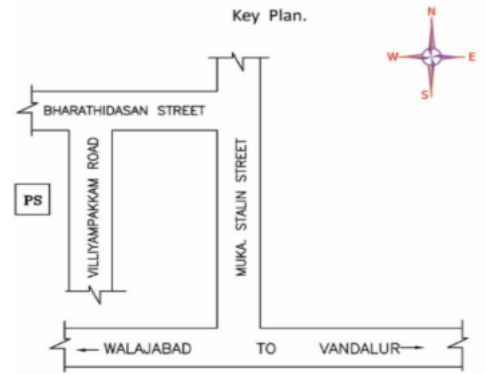 Key Plan.
N
W
E
S
BHARATHIDASAN STREET
PS
VILLIYAMPAKKAM ROAD
MUKA. STALIN STREET
WALAJABAD TO VANDALUR